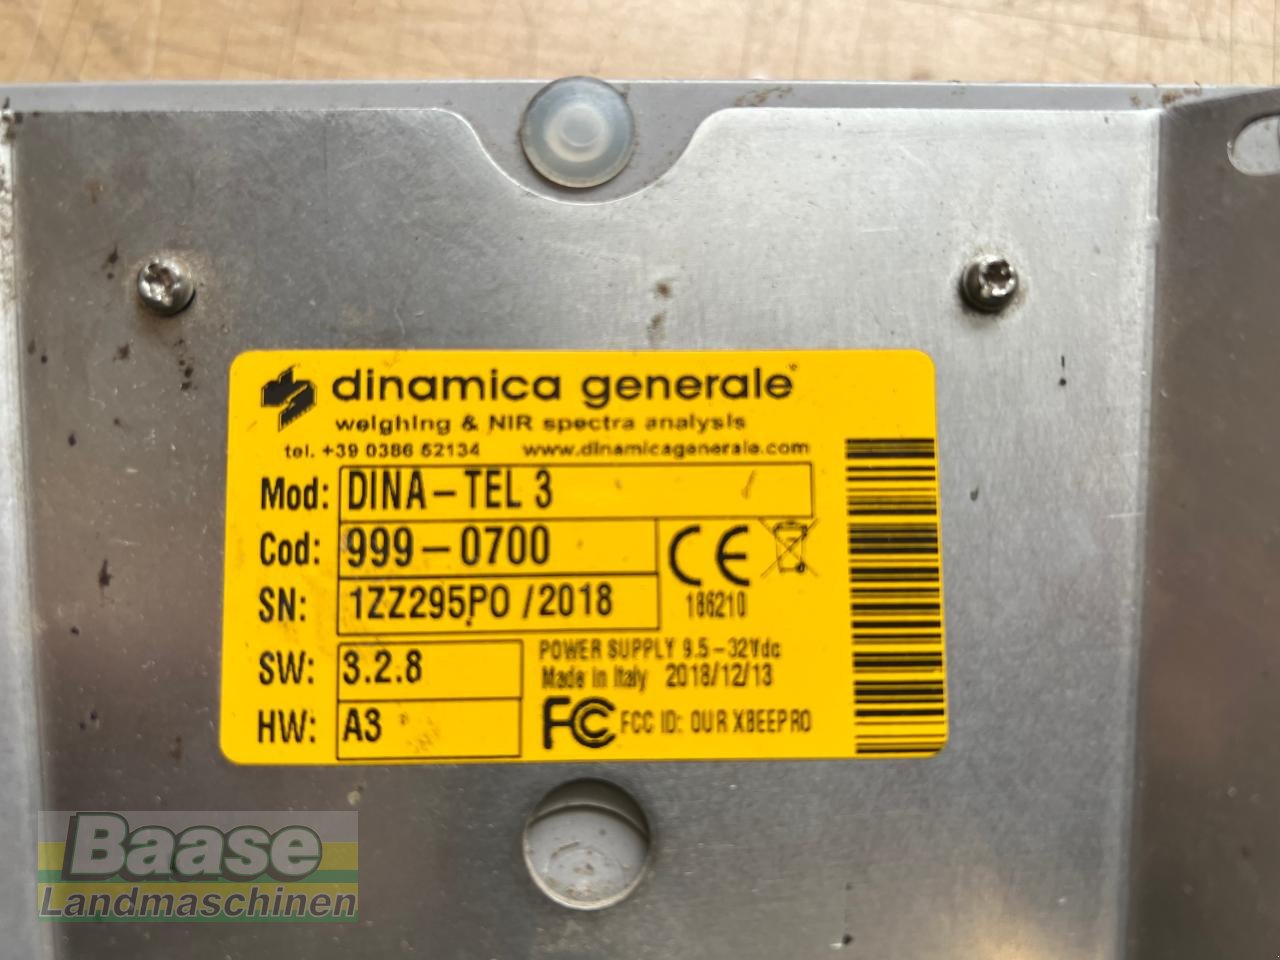 dinamica generale®
weighing & NIR spectra analysis
tel. +39 0386 52134 www.dinamicagenerale.com
Mod: DINA-TEL 3
Cod: 999-0700
SN: 1ZZ295PO /2018
CE
186210
SW: 3.2.8
POWER SUPPLY 9.5-32Vdc
Made in Italy 2018/12/13
HW: A3
FC FCC ID: OUR XBEEPRO
Baase
Landmaschinen